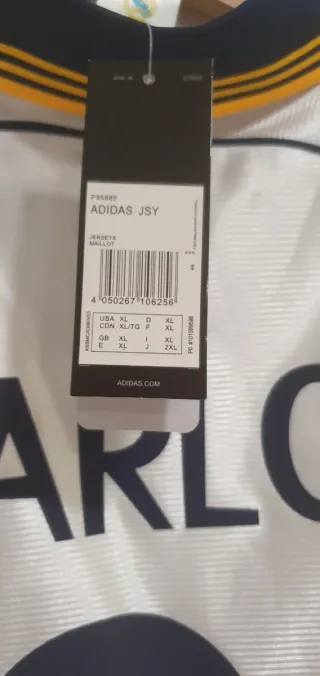 P95985
ADIDAS JSY
JERSEYS
MAILLOT
4 050267 106256
USA XL D XL
CDN XL/TG F XL
GB XL I XL
E XL J 2XL
ADIDAS.COM
ARLO